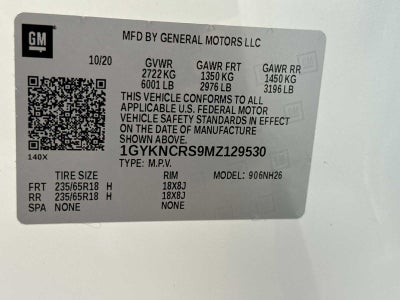 GM
MFD BY GENERAL MOTORS LLC
10/20 GVWR GAWR FRT GAWR RR
2722 KG 1350 KG 1450 KG
6001 LB 2976 LB 3196 LB
THIS VEHICLE CONFORMS TO ALL
APPLICABLE U.S. FEDERAL MOTOR
VEHICLE SAFETY STANDARDS IN EFFECT
ON THE DATE OF MANUFACTURE
SHOWN ABOVE.
140X 1GYKNCRS9MZ129530
TYPE: M.P.V. MODEL: 906NH26
TIRE SIZE RIM
FRT 235/65R18 H 18X8J
RR 235/65R18 H 18X8J
SPA NONE NONE